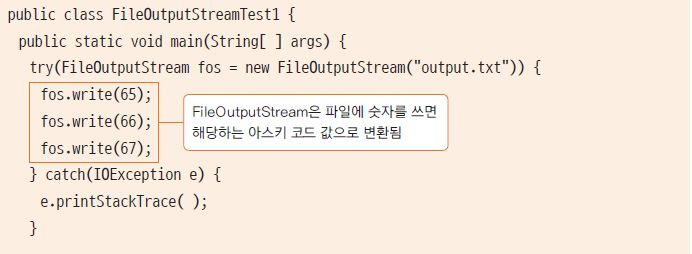 public class FileOutputStreamTest1 {
public static void main(String[ ] args) {
try(FileOutputStream fos = new FileOutputStream("output.txt")) {
fos.write(65);
fos.write(66);
fos.write(67);
FileOutputStream은 파일에 숫자를 쓰면
해당하는 아스키 코드 값으로 변환됨
} catch(IOException e) {
e.printStackTrace( );
}